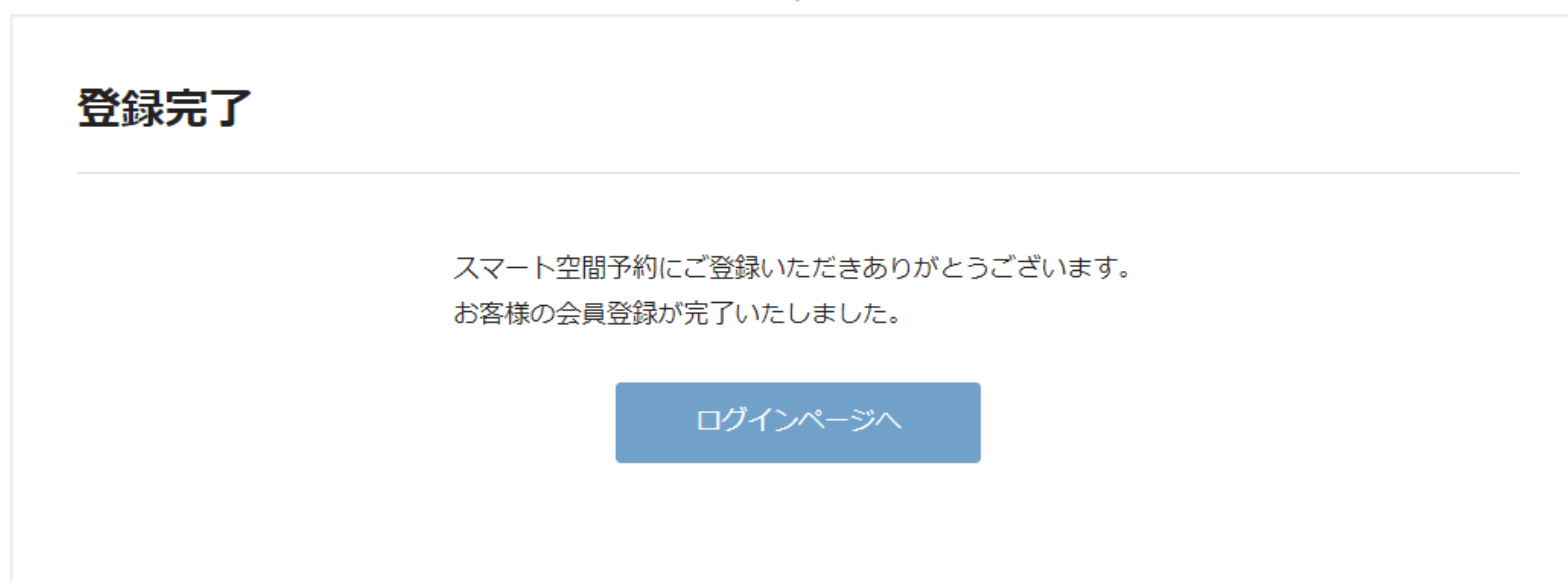 登録完了
スマート空間予約にご登録いただきありがとうございます。
お客様の会員登録が完了いたしました。
ログインページへ